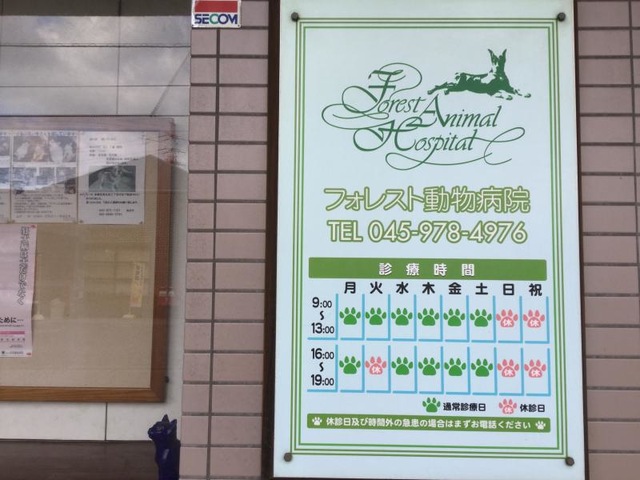 SECOM
Forest Animal
Hospital
フォレスト動物病院
TEL 045-978-4976
診療時間
月 火 水 木 金 土 日 祝
9:00
~
13:00
休 休
16:00
~
19:00
休 休 休
通常診療日 休 休診日
休診日及び時間外の急患の場合はまずお電話ください